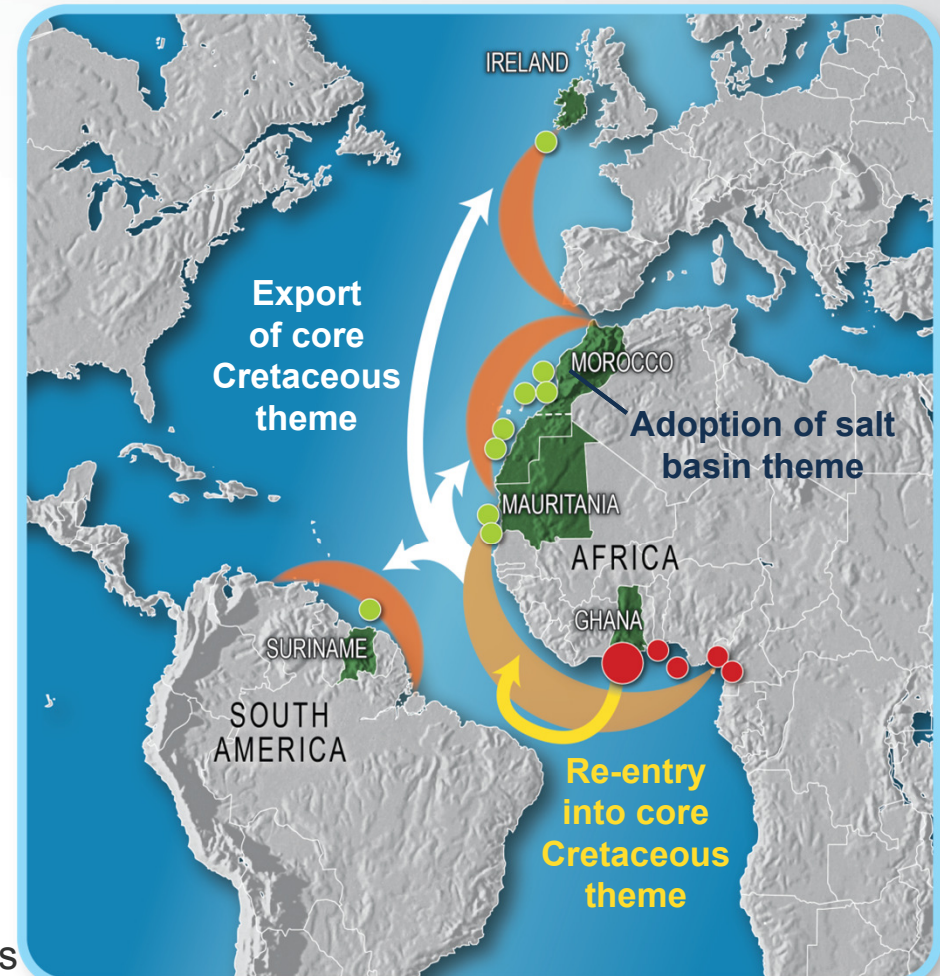 IRELAND
Export
of core
Cretaceous
theme
MOROCCO
Adoption of salt
basin theme
MAURITANIA
AFRICA
GHANA
SURINAME
SOUTH
AMERICA
Re-entry
into core
Cretaceous
theme
s